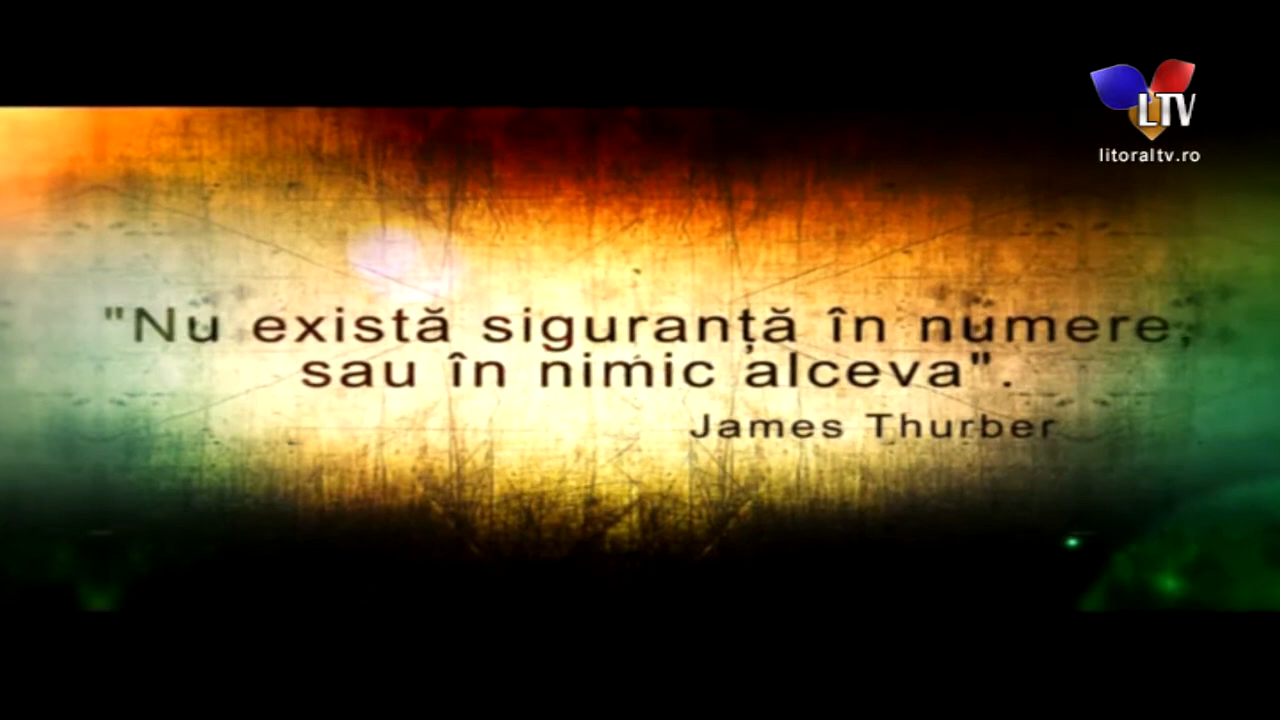 LTV
litoraltv.ro
"Nu există siguranță în numere,
sau în nimic alceva".
James Thurber